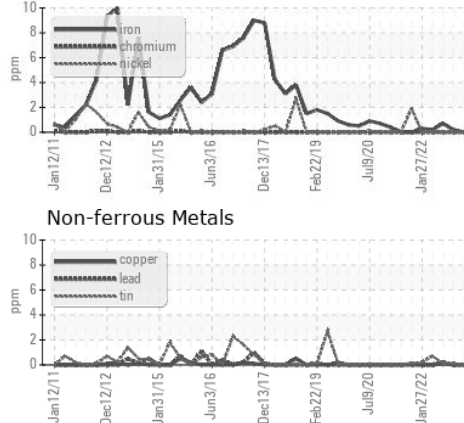 10
8
6
4
2
0
ppm
iron
chromium
nickel
Jan12/11
Dec12/12
Jan31/15
Jun3/16
Dec13/17
Feb22/19
Jul9/20
Jan27/22
Non-ferrous Metals
10
8
6
4
2
0
ppm
copper
lead
tin
Jan12/11
Dec12/12
Jan31/15
Jun3/16
Dec13/17
Feb22/19
Jul9/20
Jan27/22